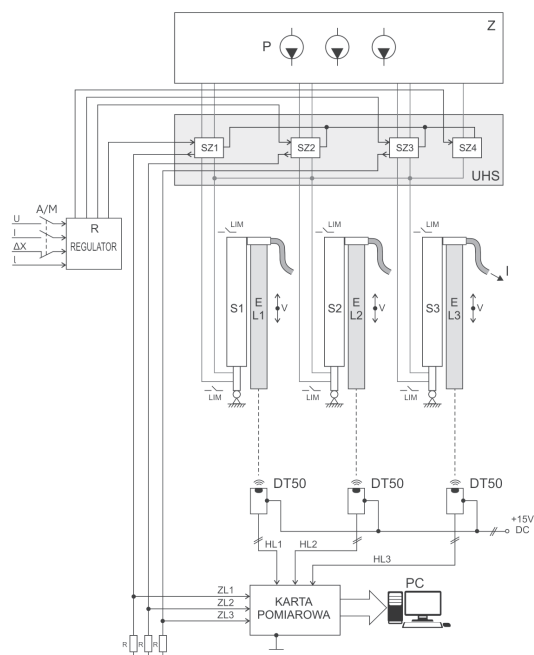 Z
P
SZ1 SZ2 SZ3 SZ4
UHS
A/M
U
I
ΔX
l
R
REGULATOR
LIM LIM LIM
I
S1 E L1 V
S2 E L2 V
S3 E L3 V
LIM LIM LIM
DT50 DT50 DT50
+15V
DC
HL1 HL2
HL3
PC
ZL1
ZL2
ZL3
KARTA
POMIAROWA
R R R